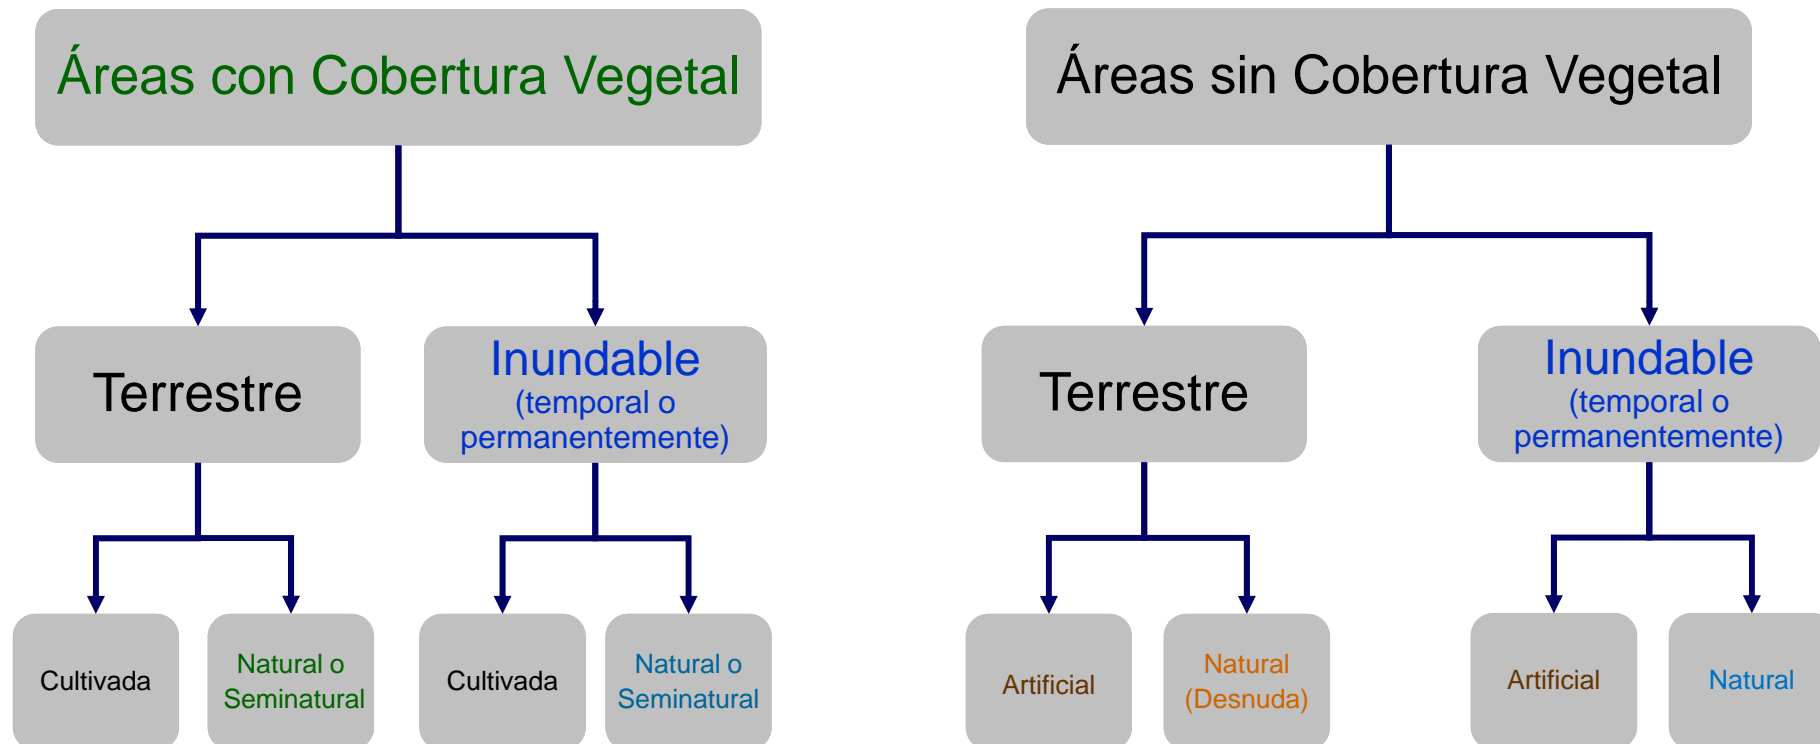 Áreas con Cobertura Vegetal
Áreas sin Cobertura Vegetal
Terrestre
Inundable
(temporal o
permanentemente)
Terrestre
Inundable
(temporal o
permanentemente)
Cultivada
Natural o
Seminatural
Cultivada
Natural o
Seminatural
Artificial
Natural
(Desnuda)
Artificial
Natural